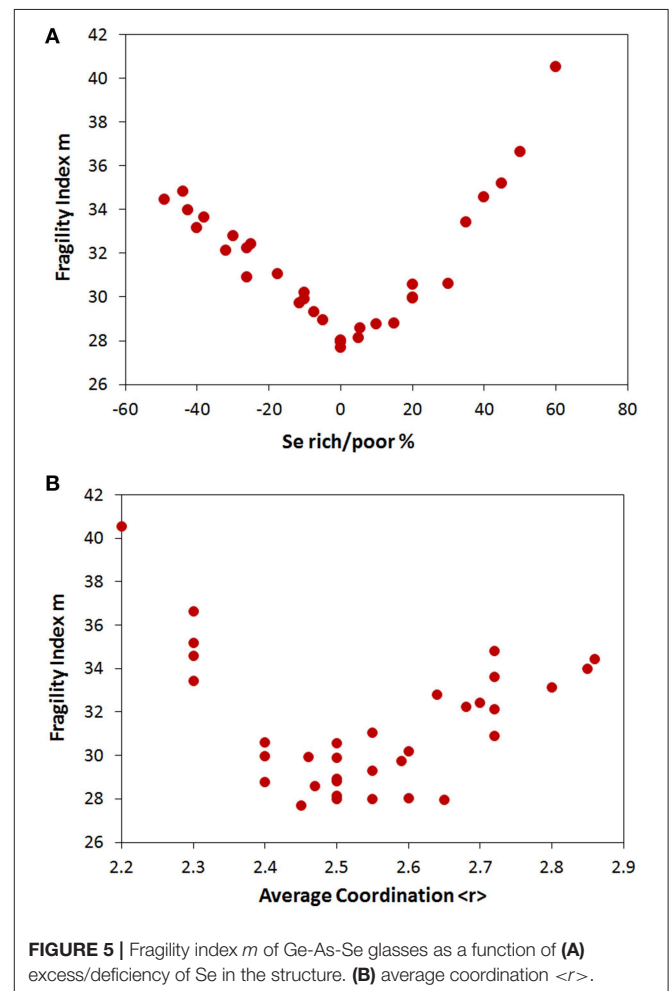 A
Fragility Index m
42
40
38
36
34
32
30
28
26
-60 -40 -20 0 20 40 60 80
Se rich/poor %
B
Fragility Index m
42
40
35
34
32
30
28
26
2.2 2.3 2.4 2.5 2.6 2.7 2.8 2.9
Average Coordination <r>
FIGURE 5 | Fragility index m of Ge-As-Se glasses as a function of (A)
excess/deficiency of Se in the structure. (B) average coordination <r>.